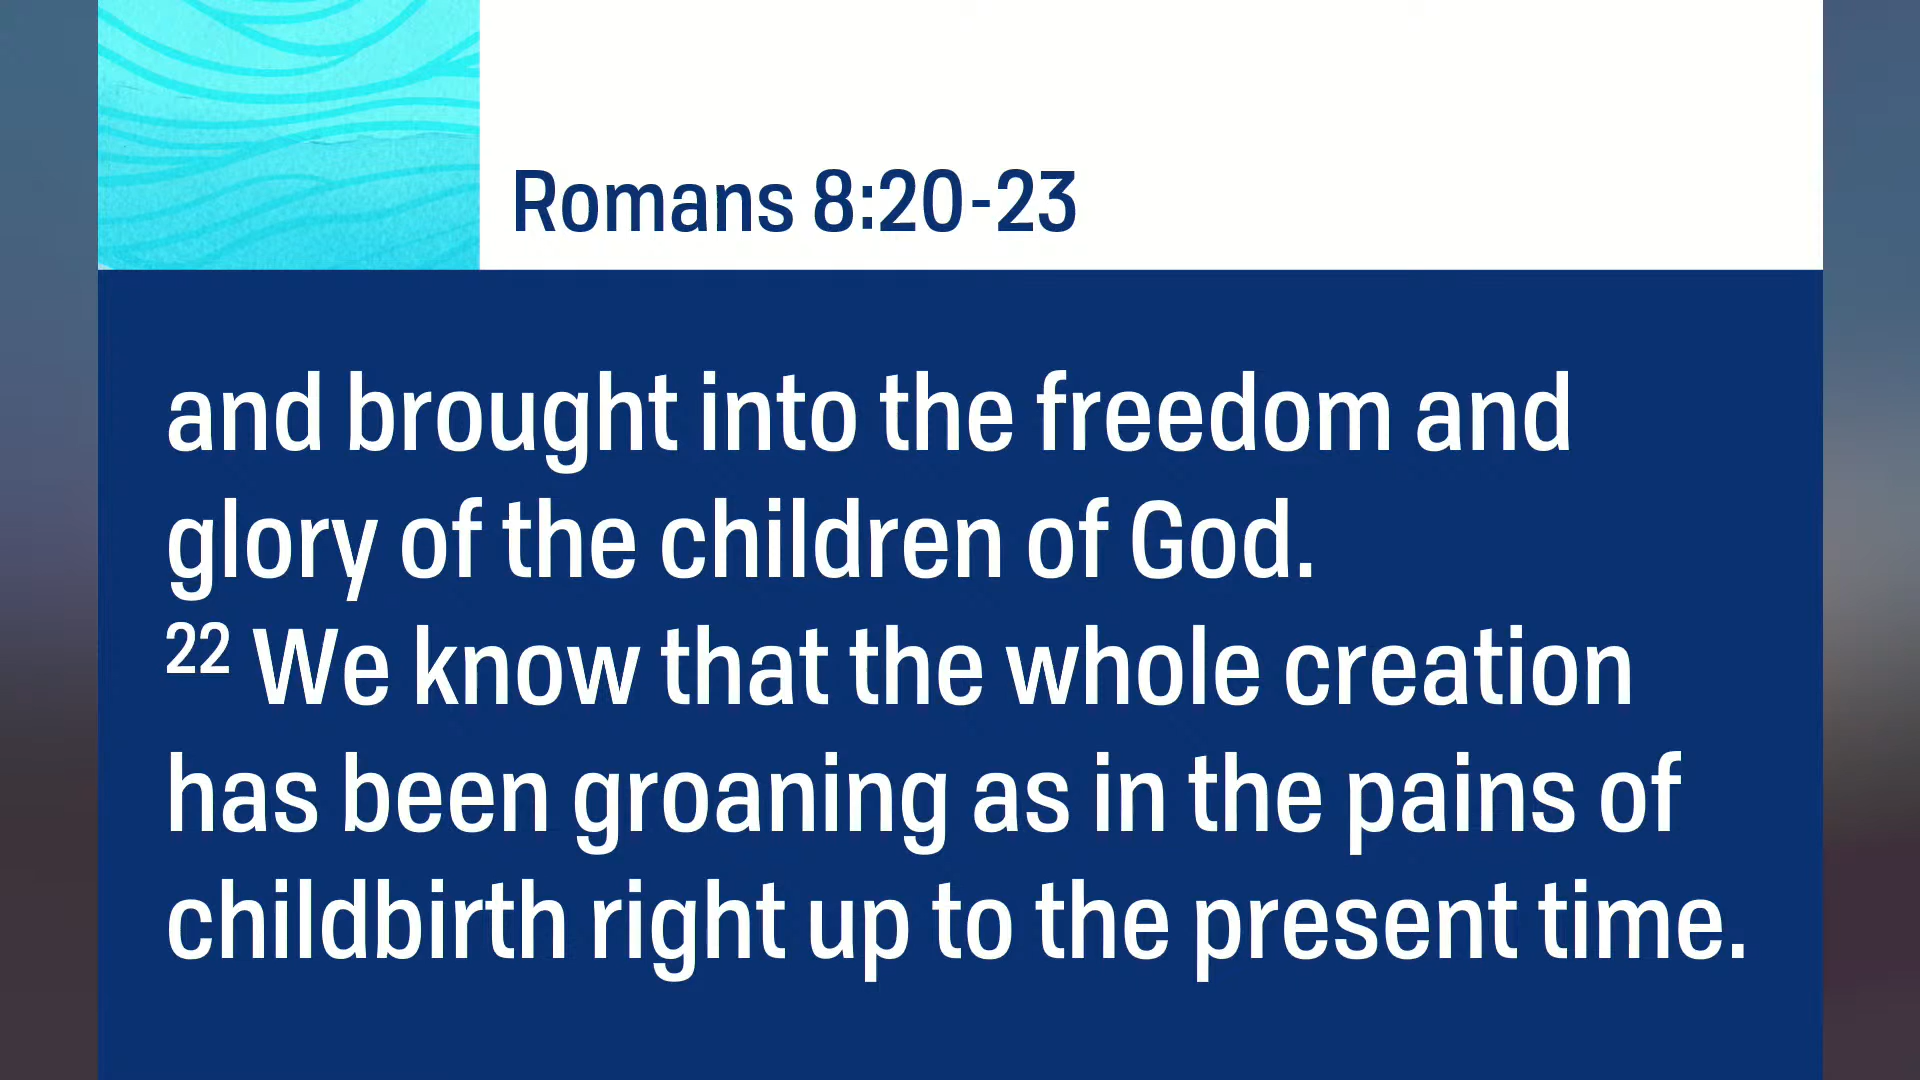 Romans 8:20-23
and brought into the freedom and
glory of the children of God.
22 We know that the whole creation
has been groaning as in the pains of
childbirth right up to the present time.